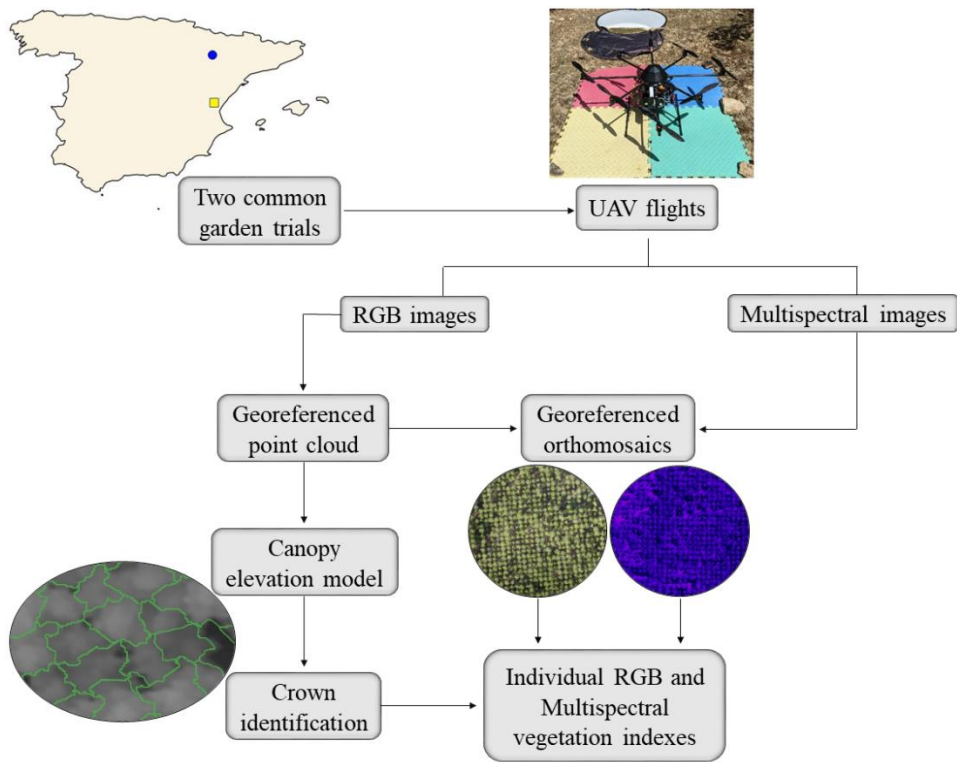 Two common
garden trials
UAV flights
RGB images
Multispectral images
Georeferenced
point cloud
Georeferenced
orthomosaics
Canopy
elevation model
Crown
identification
Individual RGB and
Multispectral
vegetation indexes